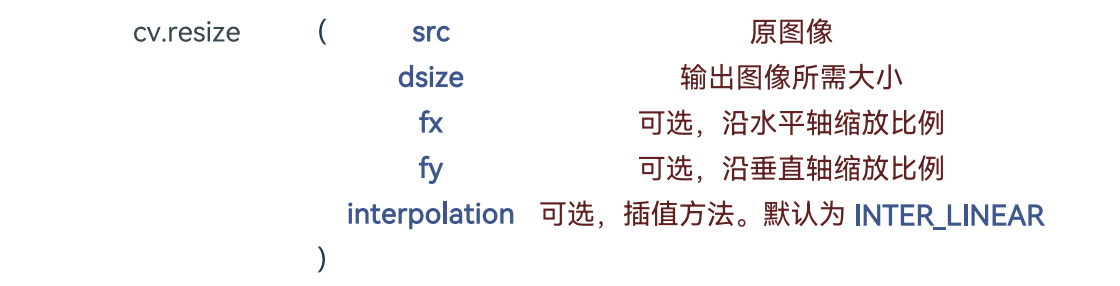 cv.resize ( src 原图像
dsize 输出图像所需大小
fx 可选，沿水平轴缩放比例
fy 可选，沿垂直轴缩放比例
interpolation 可选，插值方法。默认为 INTER_LINEAR
)